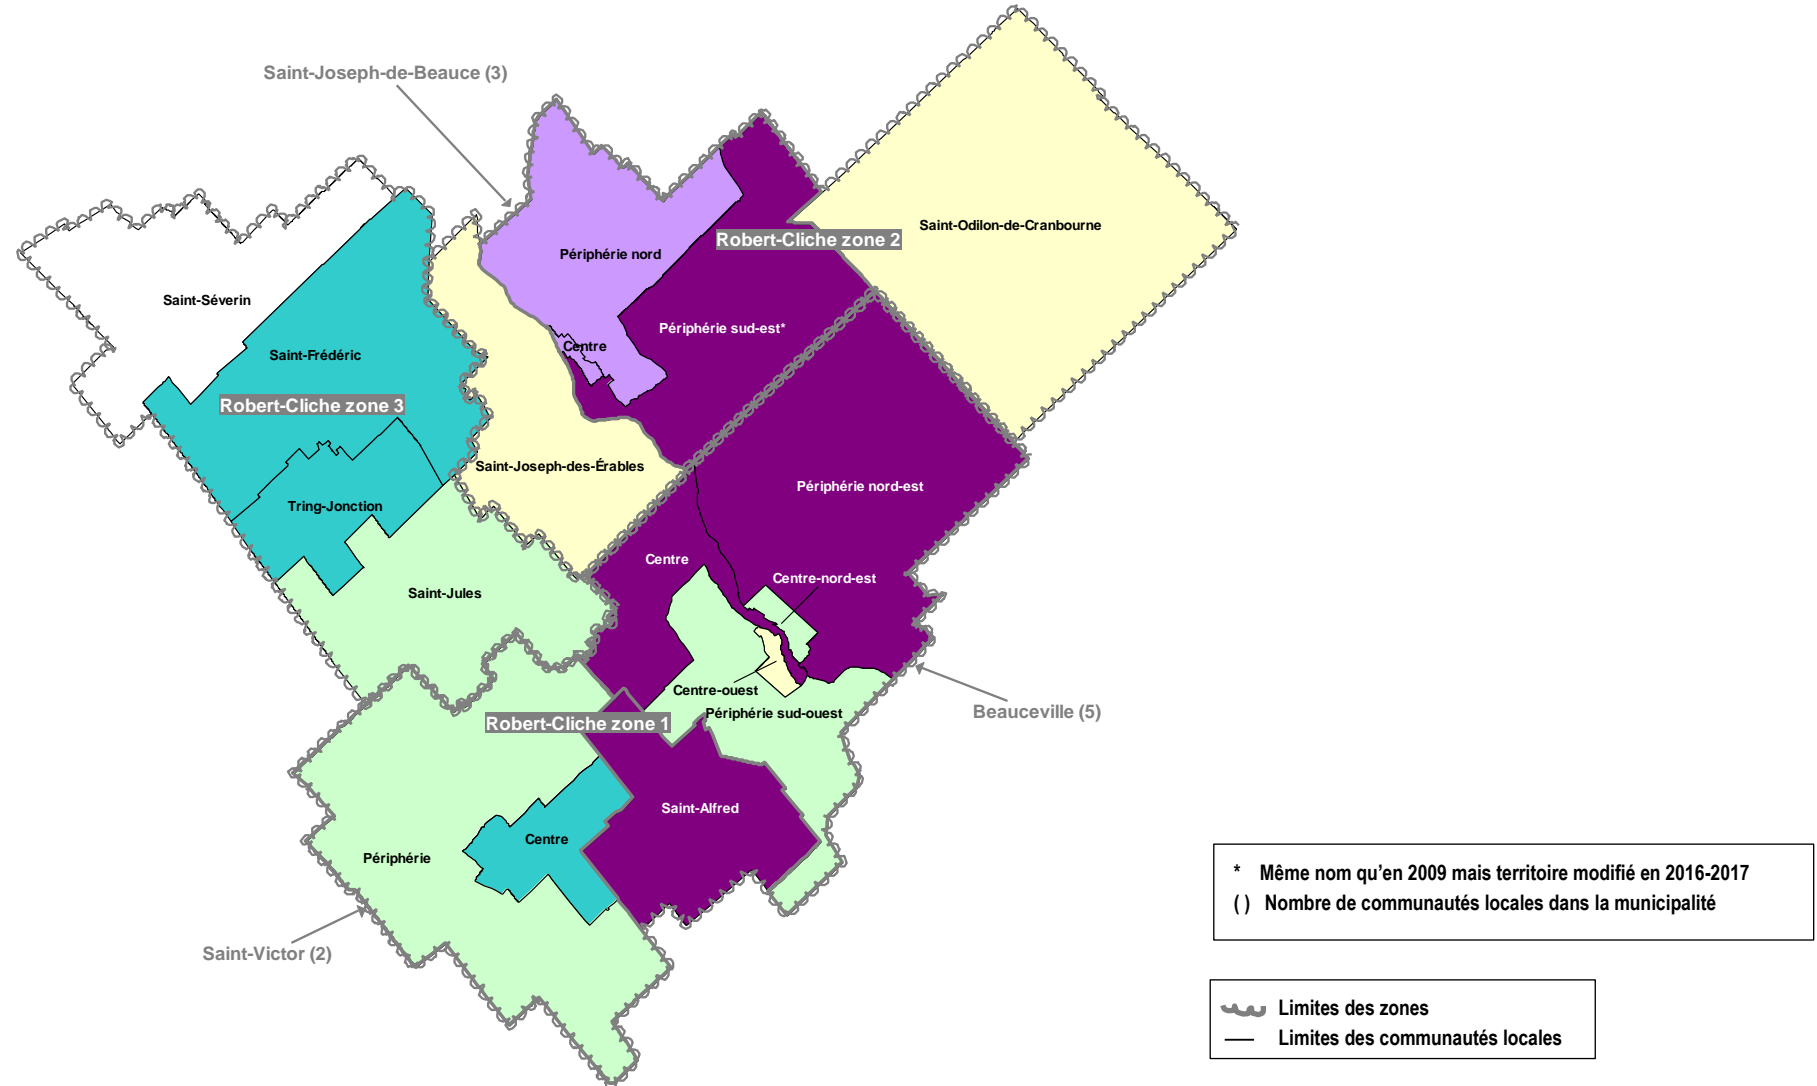 Saint-Joseph-de-Beauce (3)
Saint-Odilon-de-Cranbourne
Robert-Cliche zone 2
Périphérie nord
Saint-Séverin
Périphérie sud-est*
Centre
Saint-Frédéric
Robert-Cliche zone 3
Saint-Joseph-des-Érables
Périphérie nord-est
Tring-Jonction
Centre
Centre-nord-est
Saint-Jules
Centre-ouest
Périphérie sud-ouest
Beauceville (5)
Robert-Cliche zone 1
Saint-Alfred
Centre
Périphérie
Saint-Victor (2)
* Même nom qu'en 2009 mais territoire modifié en 2016-2017
( ) Nombre de communautés locales dans la municipalité
Limites des zones
Limites des communautés locales